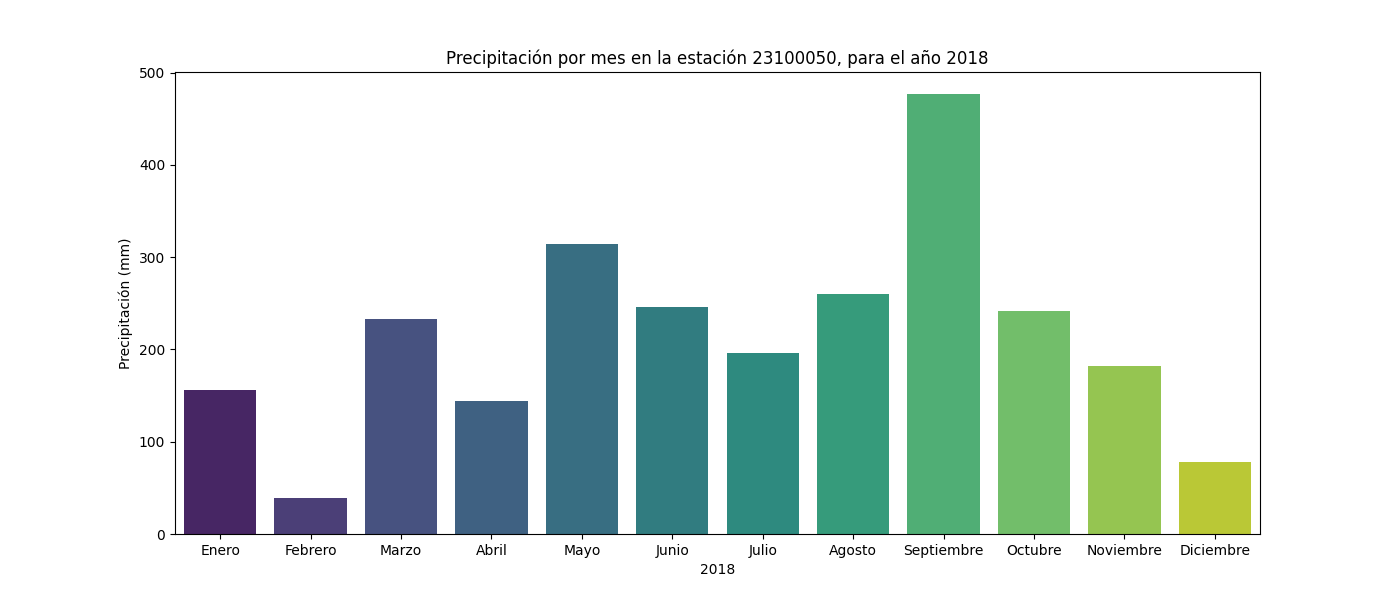 Precipitación por mes en la estación 23100050, para el año 2018
Precipitación (mm)
500
400
300
200
100
0
Enero Febrero Marzo Abril Mayo Junio Julio Agosto Septiembre Octubre Noviembre Diciembre
2018